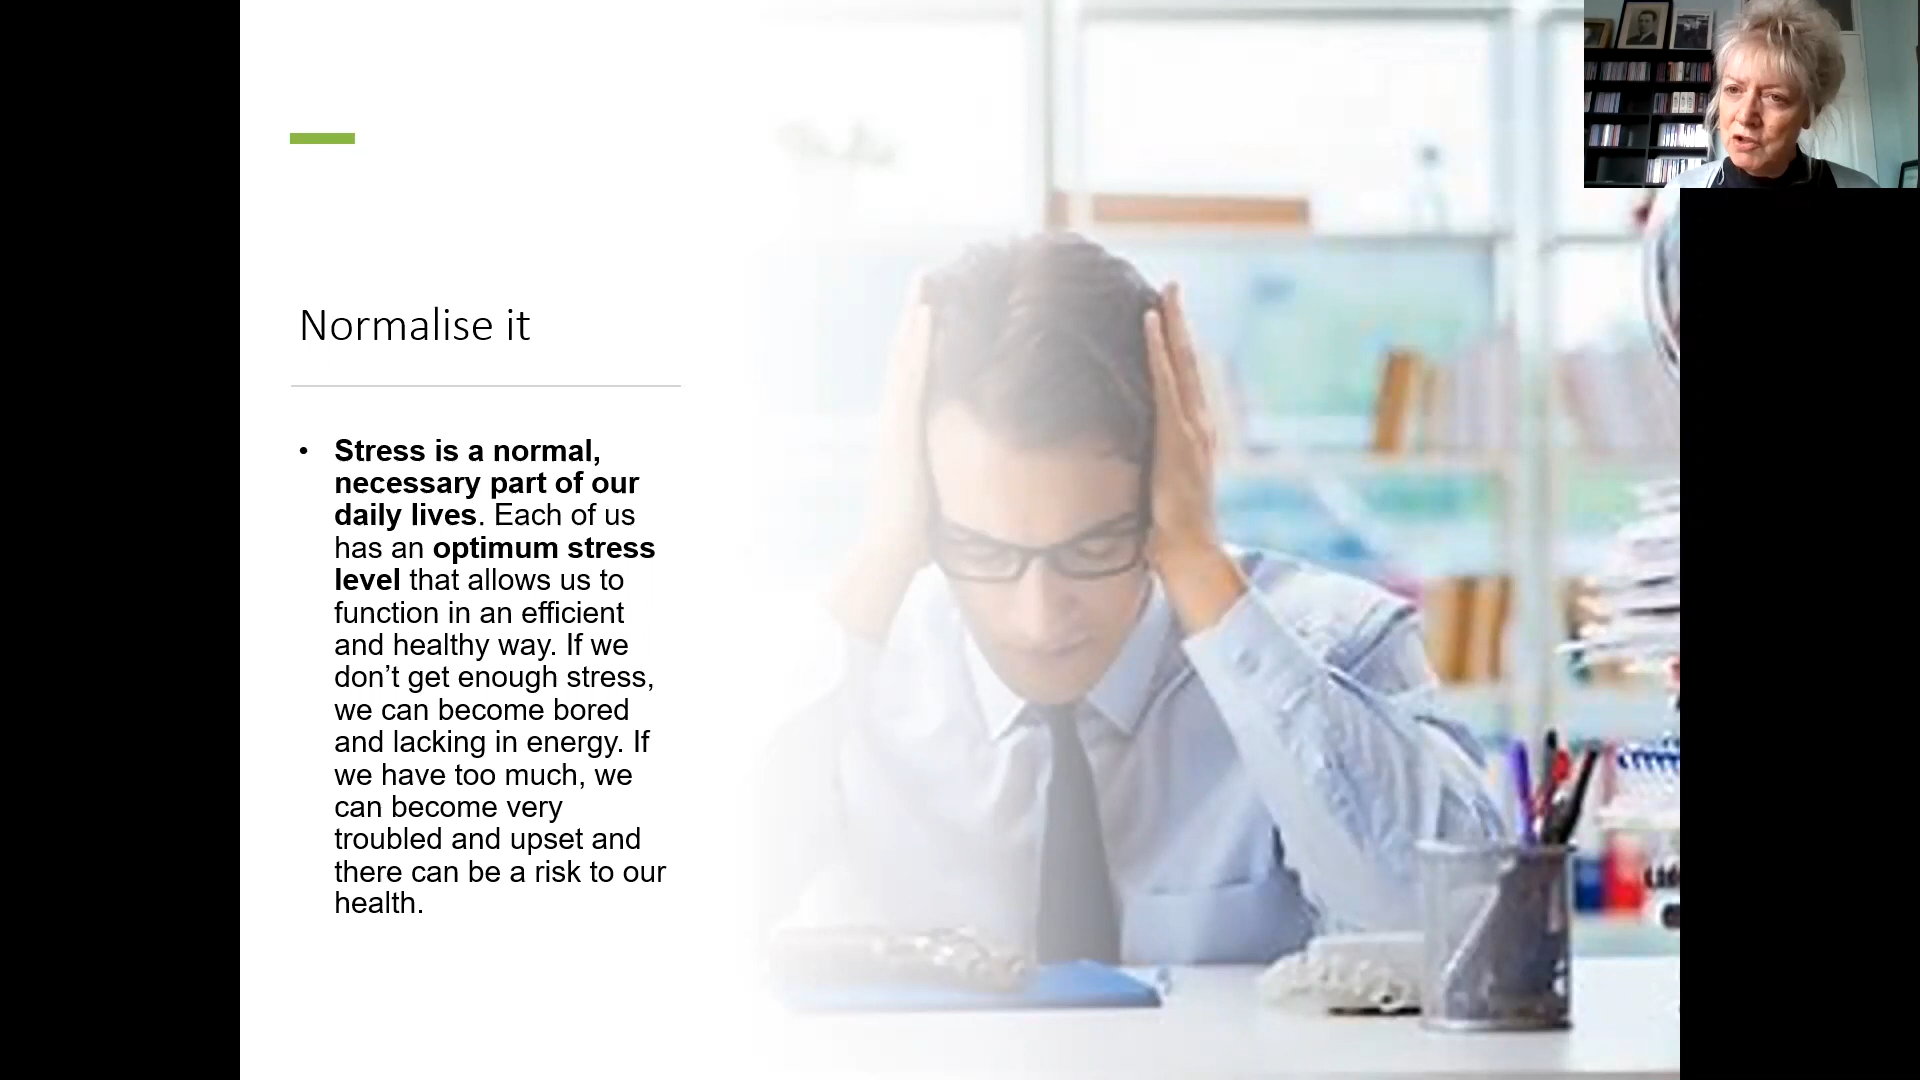 Normalise it
• Stress is a normal,
necessary part of our
daily lives. Each of us
has an optimum stress
level that allows us to
function in an efficient
and healthy way. If we
don’t get enough stress,
we can become bored
and lacking in energy. If
we have too much, we
can become very
troubled and upset and
there can be a risk to our
health.